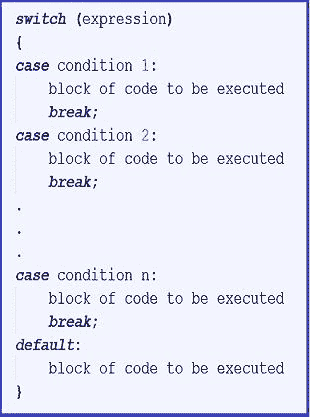 switch (expression)
{
case condition 1:
block of code to be executed
break;
case condition 2:
block of code to be executed
break;
.
.
.
case condition n:
block of code to be executed
break;
default:
block of code to be executed
}